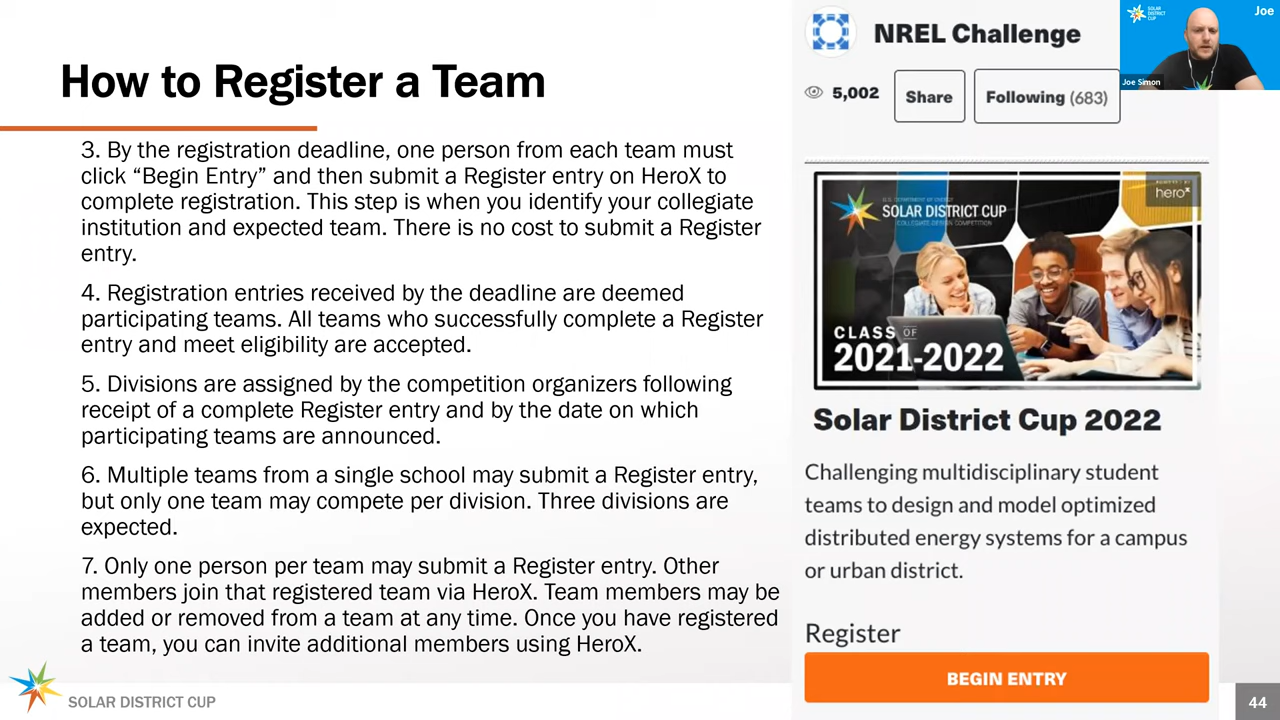 How to Register a Team
3. By the registration deadline, one person from each team must
click “Begin Entry” and then submit a Register entry on HeroX to
complete registration. This step is when you identify your collegiate
institution and expected team. There is no cost to submit a Register
entry.
4. Registration entries received by the deadline are deemed
participating teams. All teams who successfully complete a Register
entry and meet eligibility are accepted.
5. Divisions are assigned by the competition organizers following
receipt of a complete Register entry and by the date on which
participating teams are announced.
6. Multiple teams from a single school may submit a Register entry,
but only one team may compete per division. Three divisions are
expected.
7. Only one person per team may submit a Register entry. Other
members join that registered team via HeroX. Team members may be
added or removed from a team at any time. Once you have registered
a team, you can invite additional members using HeroX.
SOLAR DISTRICT CUP
NREL Challenge
5,002
Share
Following (683)
SOLAR
DISTRICT
CUP
Joe
Joe Simon
herox
U.S. DEPARTMENT OF ENERGY
SOLAR DISTRICT CUP
COLLEGIATE DESIGN COMPETITION
CLASS OF
2021-2022
Solar District Cup 2022
Challenging multidisciplinary student
teams to design and model optimized
distributed energy systems for a campus
or urban district.
Register
BEGIN ENTRY
44